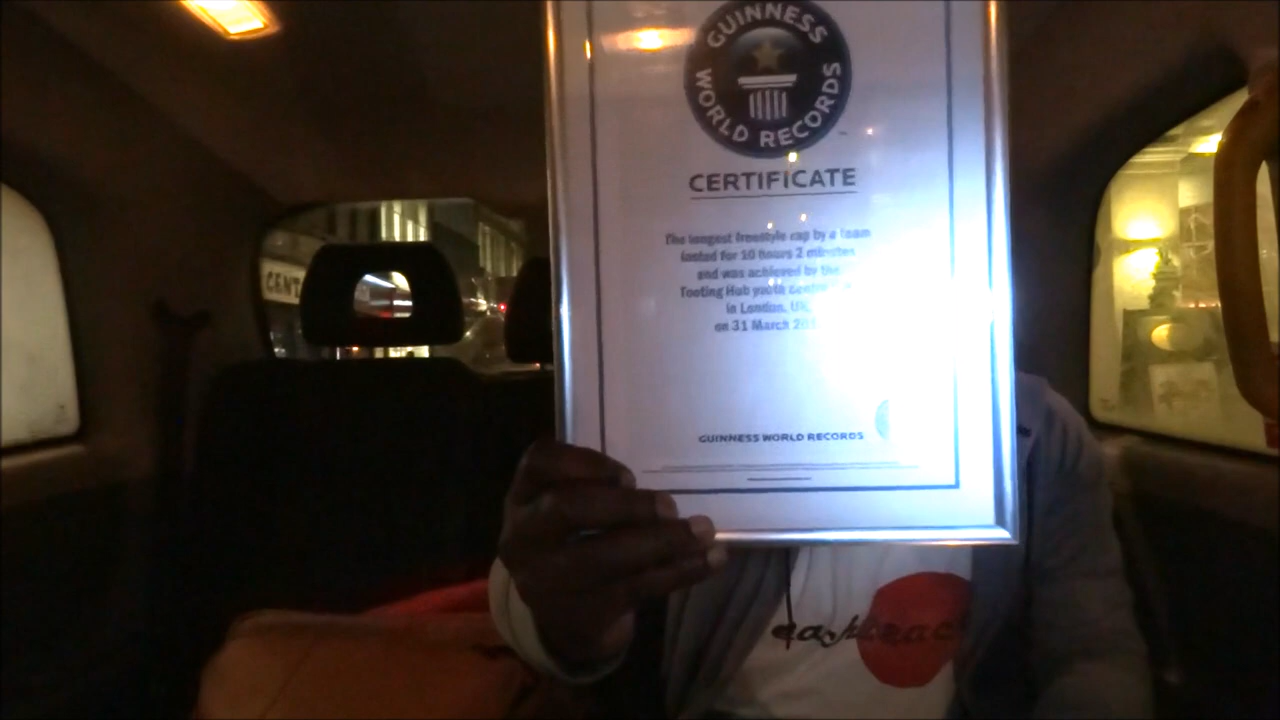 GUINNESS
WORLD RECORDS
CERTIFICATE
The longest freestyle rap by a team
lasted for 10 hours 2 minutes
and was achieved by the
Tooting Hub youth
in London, UK,
on 31 March
GUINNESS WORLD RECORDS
CENT